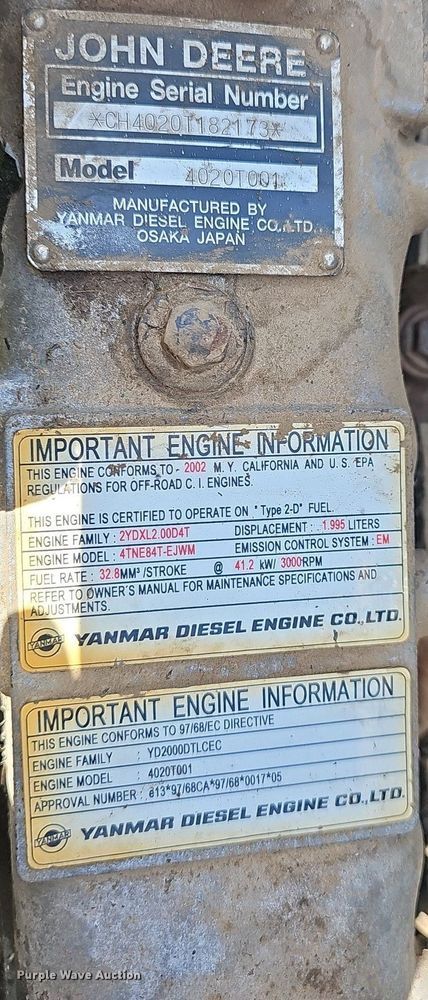 JOHN DEERE
Engine Serial Number
*CH4020T182173*
Model 4020T001
MANUFACTURED BY
YANMAR DIESEL ENGINE CO.,LTD.
OSAKA JAPAN
IMPORTANT ENGINE INFORMATION
THIS ENGINE CONFORMS TO - 2002 M.Y. CALIFORNIA AND U.S. EPA
REGULATIONS FOR OFF-ROAD C.I. ENGINES.
THIS ENGINE IS CERTIFIED TO OPERATE ON "Type 2-D" FUEL.
ENGINE FAMILY : 2YDXL2.00D4T DISPLACEMENT : 1.995 LITERS
ENGINE MODEL : 4TNE84T-EJWM EMISSION CONTROL SYSTEM : EM
FUEL RATE : 32.8MM³/STROKE @ 41.2 kW/ 3000RPM
REFER TO OWNER'S MANUAL FOR MAINTENANCE SPECIFICATIONS AND
ADJUSTMENTS.
YANMAR YANMAR DIESEL ENGINE CO.,LTD.
IMPORTANT ENGINE INFORMATION
THIS ENGINE CONFORMS TO 97/68/EC DIRECTIVE
ENGINE FAMILY : YD2000DTLCEC
ENGINE MODEL : 4020T001
APPROVAL NUMBER : e13*97/68CA*97/68*0017*05
YANMAR YANMAR DIESEL ENGINE CO.,LTD.
Purple Wave Auction